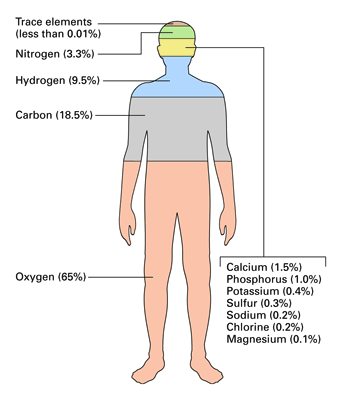 Trace elements
(less than 0.01%)
Nitrogen (3.3%)
Hydrogen (9.5%)
Carbon (18.5%)
Oxygen (65%)
Calcium (1.5%)
Phosphorus (1.0%)
Potassium (0.4%)
Sulfur (0.3%)
Sodium (0.2%)
Chlorine (0.2%)
Magnesium (0.1%)